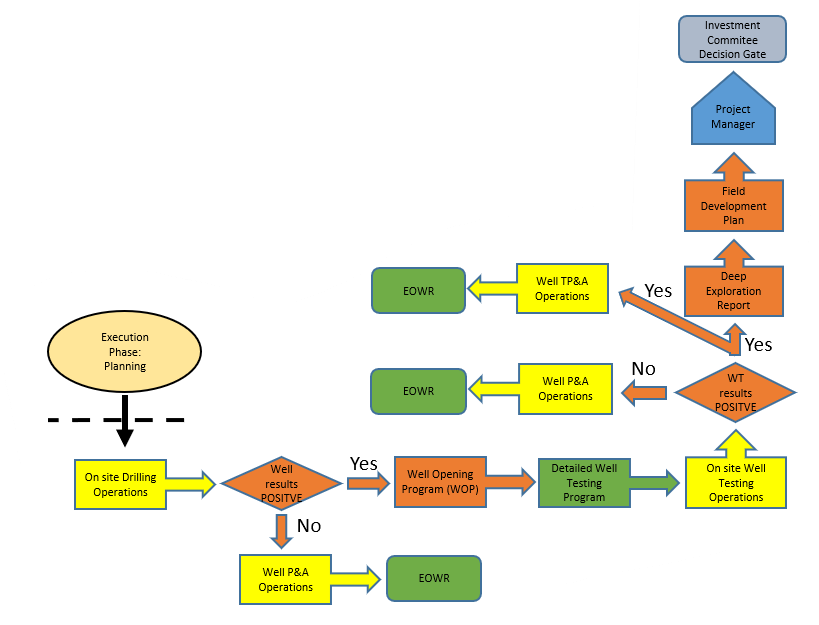 Investment
Commitee
Decision Gate
Project
Manager
Field
Development
Plan
Deep
Exploration
Report
Yes
Well TP&A
Operations
EOWR
Yes
Execution
Phase:
Planning
No
Well P&A
Operations
EOWR
WT
results
POSITVE
On site Drilling
Operations
Well
results
POSITVE
Yes
Well Opening
Program (WOP)
Detailed Well
Testing
Program
On site Well
Testing
Operations
No
Well P&A
Operations
EOWR